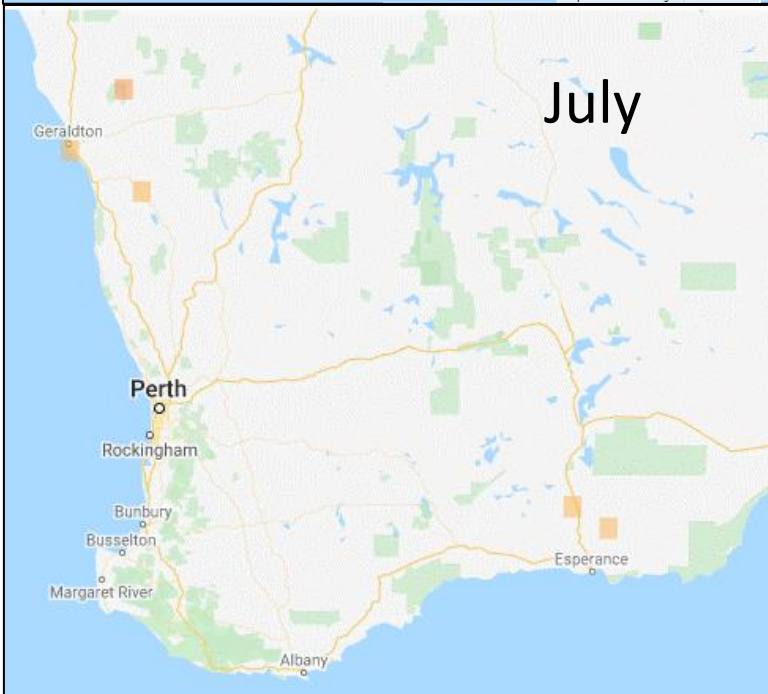 July
Geraldton
Perth
Rockingham
Bunbury
Busselton
Margaret River
Esperance
Albany